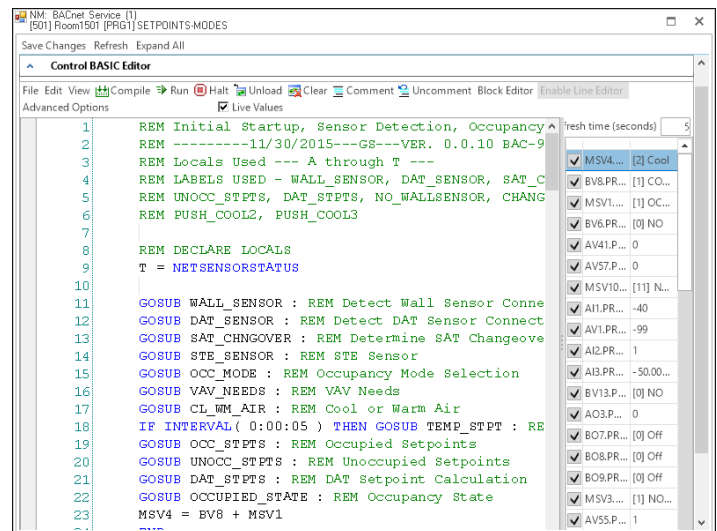 NM: BACnet Service (1)
[501] Room1501 [PRG1] SETPOINTS-MODES
Save Changes Refresh Expand All
Control BASIC Editor
File Edit View Compile Run Halt Unload Clear Comment Uncomment Block Editor Enable Line Editor
Advanced Options Live Values
fresh time (seconds) 5
1 REM Initial Startup, Sensor Detection, Occupancy
2 REM ---------11/30/2015---GS---VER. 0.0.10 BAC-9
3 REM Locals Used --- A through T ---
4 REM LABELS USED - WALL_SENSOR, DAT_SENSOR, SAT_C
5 REM UNOCC_STPTS, DAT_STPTS, NO_WALLSENSOR, CHANG
6 REM PUSH_COOL2, PUSH_COOL3
7
8 REM DECLARE LOCALS
9 T = NETSENSORSTATUS
10
11 GOSUB WALL_SENSOR : REM Detect Wall Sensor Conne
12 GOSUB DAT_SENSOR : REM Detect DAT Sensor Connect
13 GOSUB SAT_CHNGOVER : REM Determine SAT Changeove
14 GOSUB STE_SENSOR : REM STE Sensor
15 GOSUB OCC_MODE : REM Occupancy Mode Selection
16 GOSUB VAV_NEEDS : REM VAV Needs
17 GOSUB CL_WM_AIR : REM Cool or Warm Air
18 IF INTERVAL( 0:00:05 ) THEN GOSUB TEMP_STPT : RE
19 GOSUB OCC_STPTS : REM Occupied Setpoints
20 GOSUB UNOCC_STPTS : REM Unoccupied Setpoints
21 GOSUB DAT_STPTS : REM DAT Setpoint Calculation
22 GOSUB OCCUPIED_STATE : REM Occupancy State
23 MSV4 = BV8 + MSV1
MSV4.... [2] Cool
BV8.PR... [1] CO...
MSV1.... [1] OC...
BV6.PR... [0] NO
AV41.P... 0
AV57.P... 0
MSV10... [11] N...
AI1.PR... -40
AV1.PR... -99
AI2.PR... 1
AI3.PR... -50.00...
BV13.P... [0] NO
AO3.P... 0
BO7.PR... [0] Off
BO8.PR... [0] Off
BO9.PR... [0] Off
MSV3.... [1] NO...
AV55.P... 1